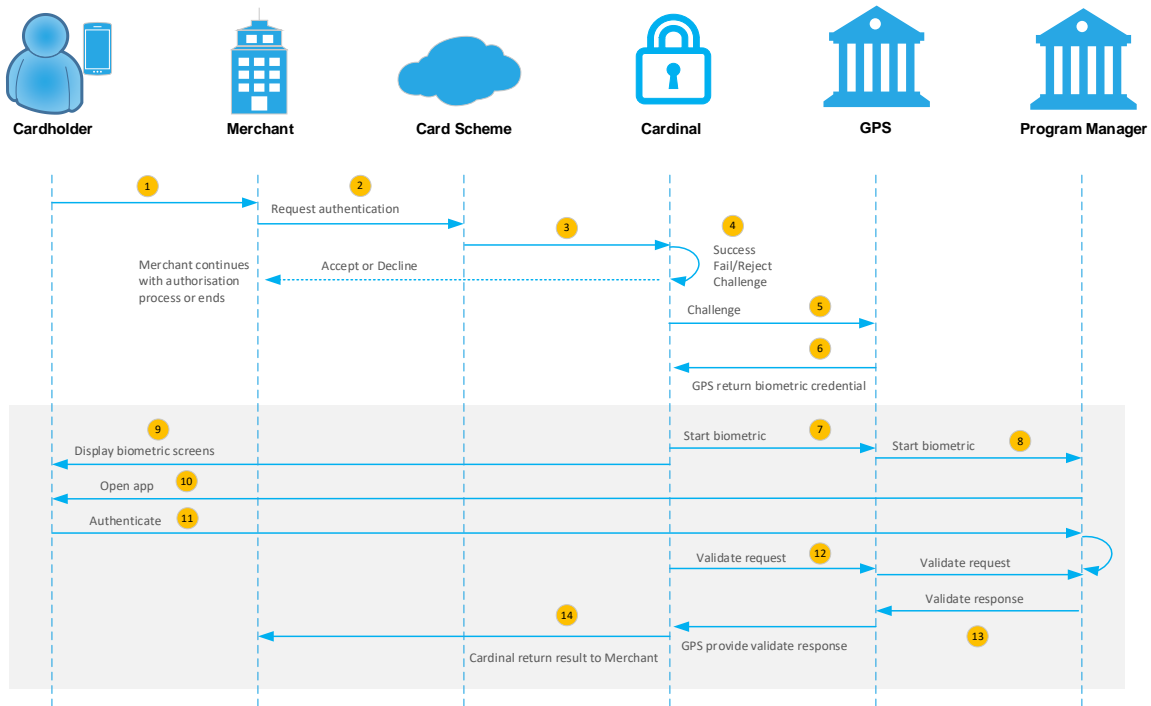 Cardholder
Merchant
Card Scheme
Cardinal
GPS
Program Manager
1
2
Request authentication
3
4
Success
Fail/Reject
Challenge
Merchant continues
with authorisation
process or ends
Accept or Decline
Challenge
5
6
GPS return biometric credential
9
Display biometric screens
Start biometric
7
Start biometric
8
Open app
10
Authenticate
11
Validate request
12
Validate request
Validate response
14
13
Cardinal return result to Merchant
GPS provide validate response